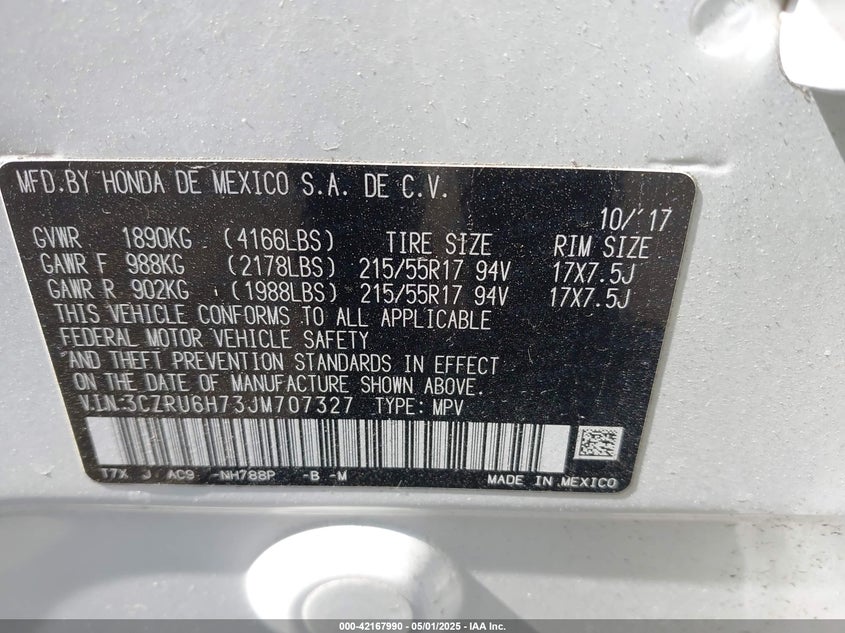 MFD.BY HONDA DE MEXICO S.A. DE C.V.
10/'17
GVWR 1890KG (4166LBS) TIRE SIZE RIM SIZE
GAWR F 988KG (2178LBS) 215/55R17 94V 17X7.5J
GAWR R 902KG (1988LBS) 215/55R17 94V 17X7.5J
THIS VEHICLE CONFORMS TO ALL APPLICABLE
FEDERAL MOTOR VEHICLE SAFETY
AND THEFT PREVENTION STANDARDS IN EFFECT
ON THE DATE OF MANUFACTURE SHOWN ABOVE.
V.I.N:3CZRU6H73JM707327 TYPE: MPV
T7X J AC9 -NH788P -B -M MADE IN MEXICO
000-42167990 - 05/01/2025 - IAA Inc.